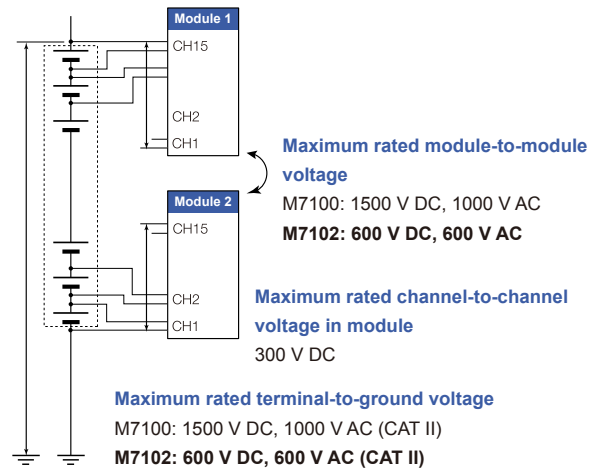 Module 1
CH15
CH2
CH1
Maximum rated module-to-module
voltage
M7100: 1500 V DC, 1000 V AC
M7102: 600 V DC, 600 V AC
Module 2
CH15
CH2
CH1
Maximum rated channel-to-channel
voltage in module
300 V DC
Maximum rated terminal-to-ground voltage
M7100: 1500 V DC, 1000 V AC (CAT II)
M7102: 600 V DC, 600 V AC (CAT II)